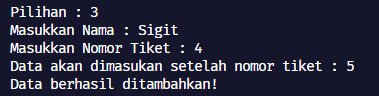 Pilihan : 3
Masukkan Nama : Sigit
Masukkan Nomor Tiket : 4
Data akan dimasukan setelah nomor tiket : 5
Data berhasil ditambahkan!